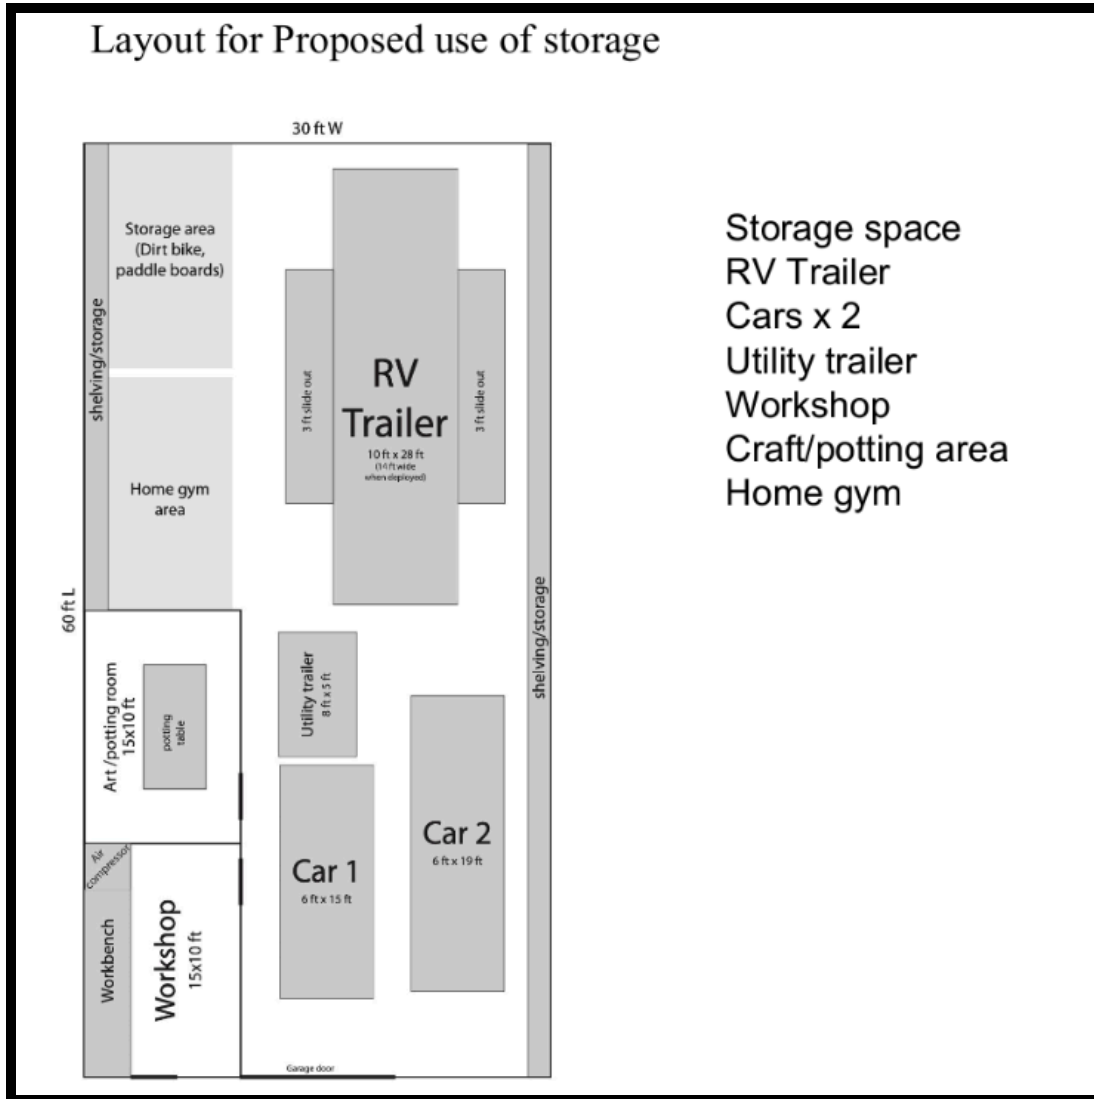 Layout for Proposed use of storage
30 ft W
60 ft L
shelving/storage
Storage area
(Dirt bike,
paddle boards)
Home gym
area
3 ft slide out
RV
Trailer
10 ft x 28 ft
(14 ft wide
when deployed)
3 ft slide out
shelving/storage
Art /potting room
15x10 ft
potting
table
Utility trailer
8 ft x 5 ft
Car 1
6 ft x 15 ft
Car 2
6 ft x 19 ft
Air
compressor
Workbench
Workshop
15x10 ft
Garage door
Storage space
RV Trailer
Cars x 2
Utility trailer
Workshop
Craft/potting area
Home gym